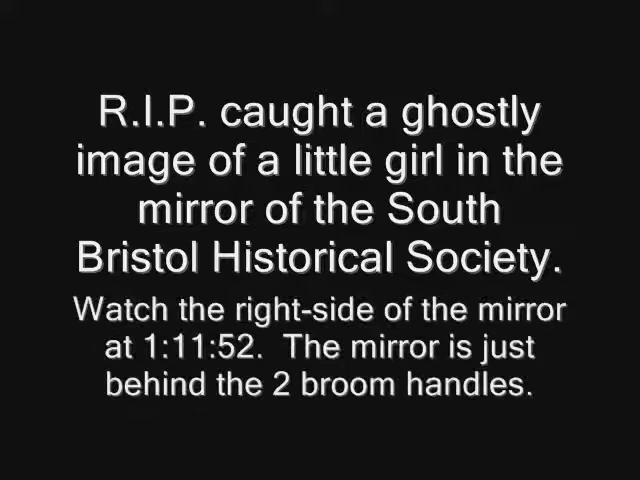 R.I.P. caught a ghostly
image of a little girl in the
mirror of the South
Bristol Historical Society.
Watch the right-side of the mirror
at 1:11:52.  The mirror is just
behind the 2 broom handles.